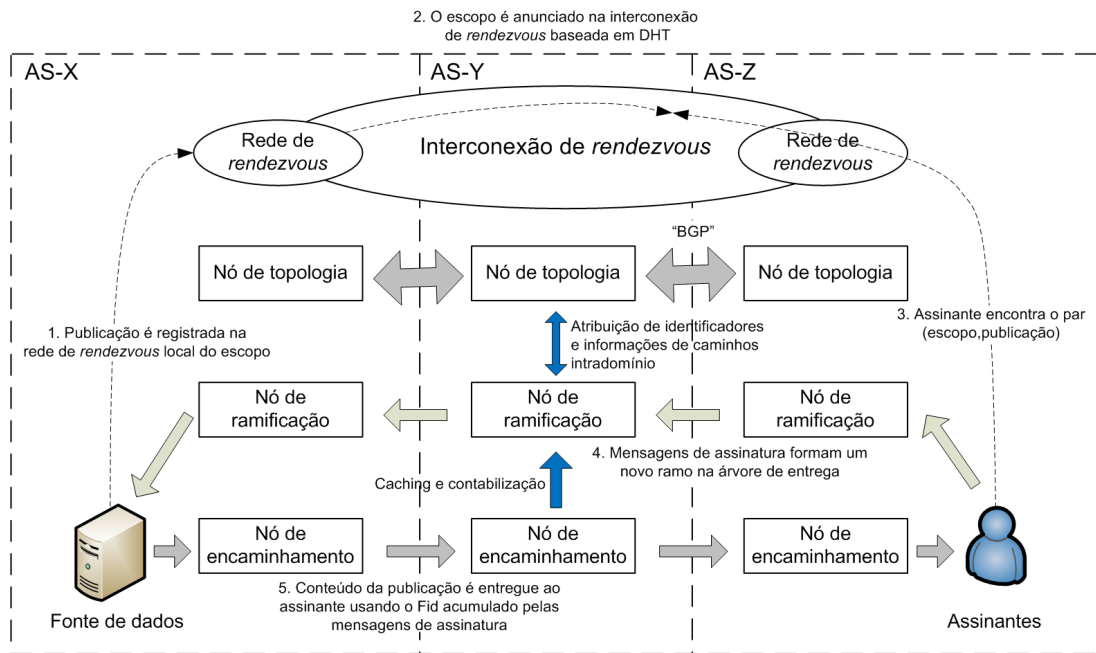 2. O escopo é anunciado na interconexão
de rendezvous baseada em DHT
AS-X
AS-Y
AS-Z
Rede de
rendezvous
Interconexão de rendezvous
Rede de
rendezvous
“BGP”
Nó de topologia
Nó de topologia
Nó de topologia
1. Publicação é registrada na
rede de rendezvous local do escopo
Atribuição de identificadores
e informações de caminhos
intradomínio
3. Assinante encontra o par
(escopo,publicação)
Nó de
ramificação
Nó de
ramificação
Nó de
ramificação
4. Mensagens de assinatura formam um
novo ramo na árvore de entrega
Caching e contabilização
Nó de
encaminhamento
Nó de
encaminhamento
Nó de
encaminhamento
5. Conteúdo da publicação é entregue ao
assinante usando o Fid acumulado pelas
mensagens de assinatura
Fonte de dados
Assinantes